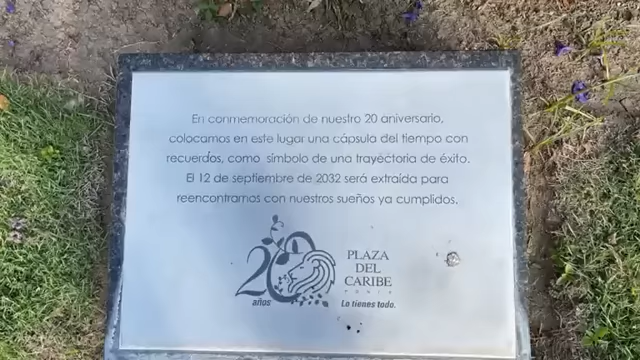 En conmemoración de nuestro 20 aniversario,
colocamos en este lugar una cápsula del tiempo con
recuerdos, como símbolo de una trayectoria de éxito.
El 12 de septiembre de 2032 será extraída para
reencontrarnos con nuestros sueños ya cumplidos.
20
años
PLAZA
DEL
CARIBE
PONCE
Lo tienes todo.